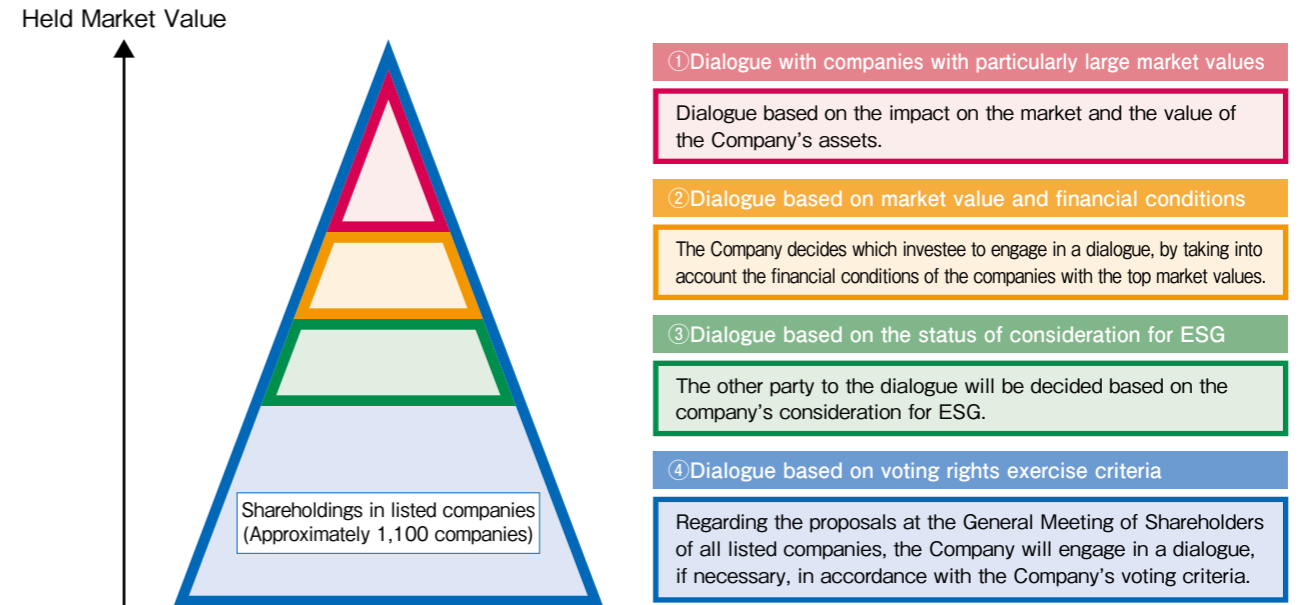 Held Market Value
①Dialogue with companies with particularly large market values
Dialogue based on the impact on the market and the value of
the Company's assets.
②Dialogue based on market value and financial conditions
The Company decides which investee to engage in a dialogue, by taking into
account the financial conditions of the companies with the top market values.
③Dialogue based on the status of consideration for ESG
The other party to the dialogue will be decided based on the
company's consideration for ESG.
④Dialogue based on voting rights exercise criteria
Regarding the proposals at the General Meeting of Shareholders
of all listed companies, the Company will engage in a dialogue,
if necessary, in accordance with the Company's voting criteria.
Shareholdings in listed companies
(Approximately 1,100 companies)